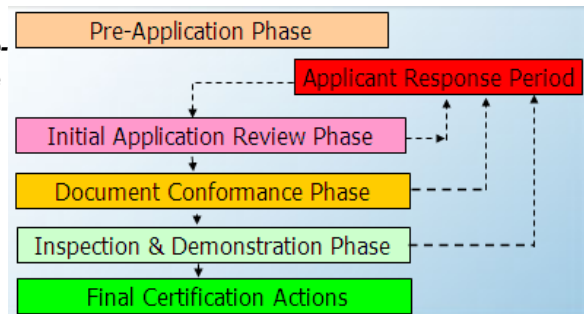 Pre-Application Phase
Applicant Response Period
Initial Application Review Phase
Document Conformance Phase
Inspection & Demonstration Phase
Final Certification Actions